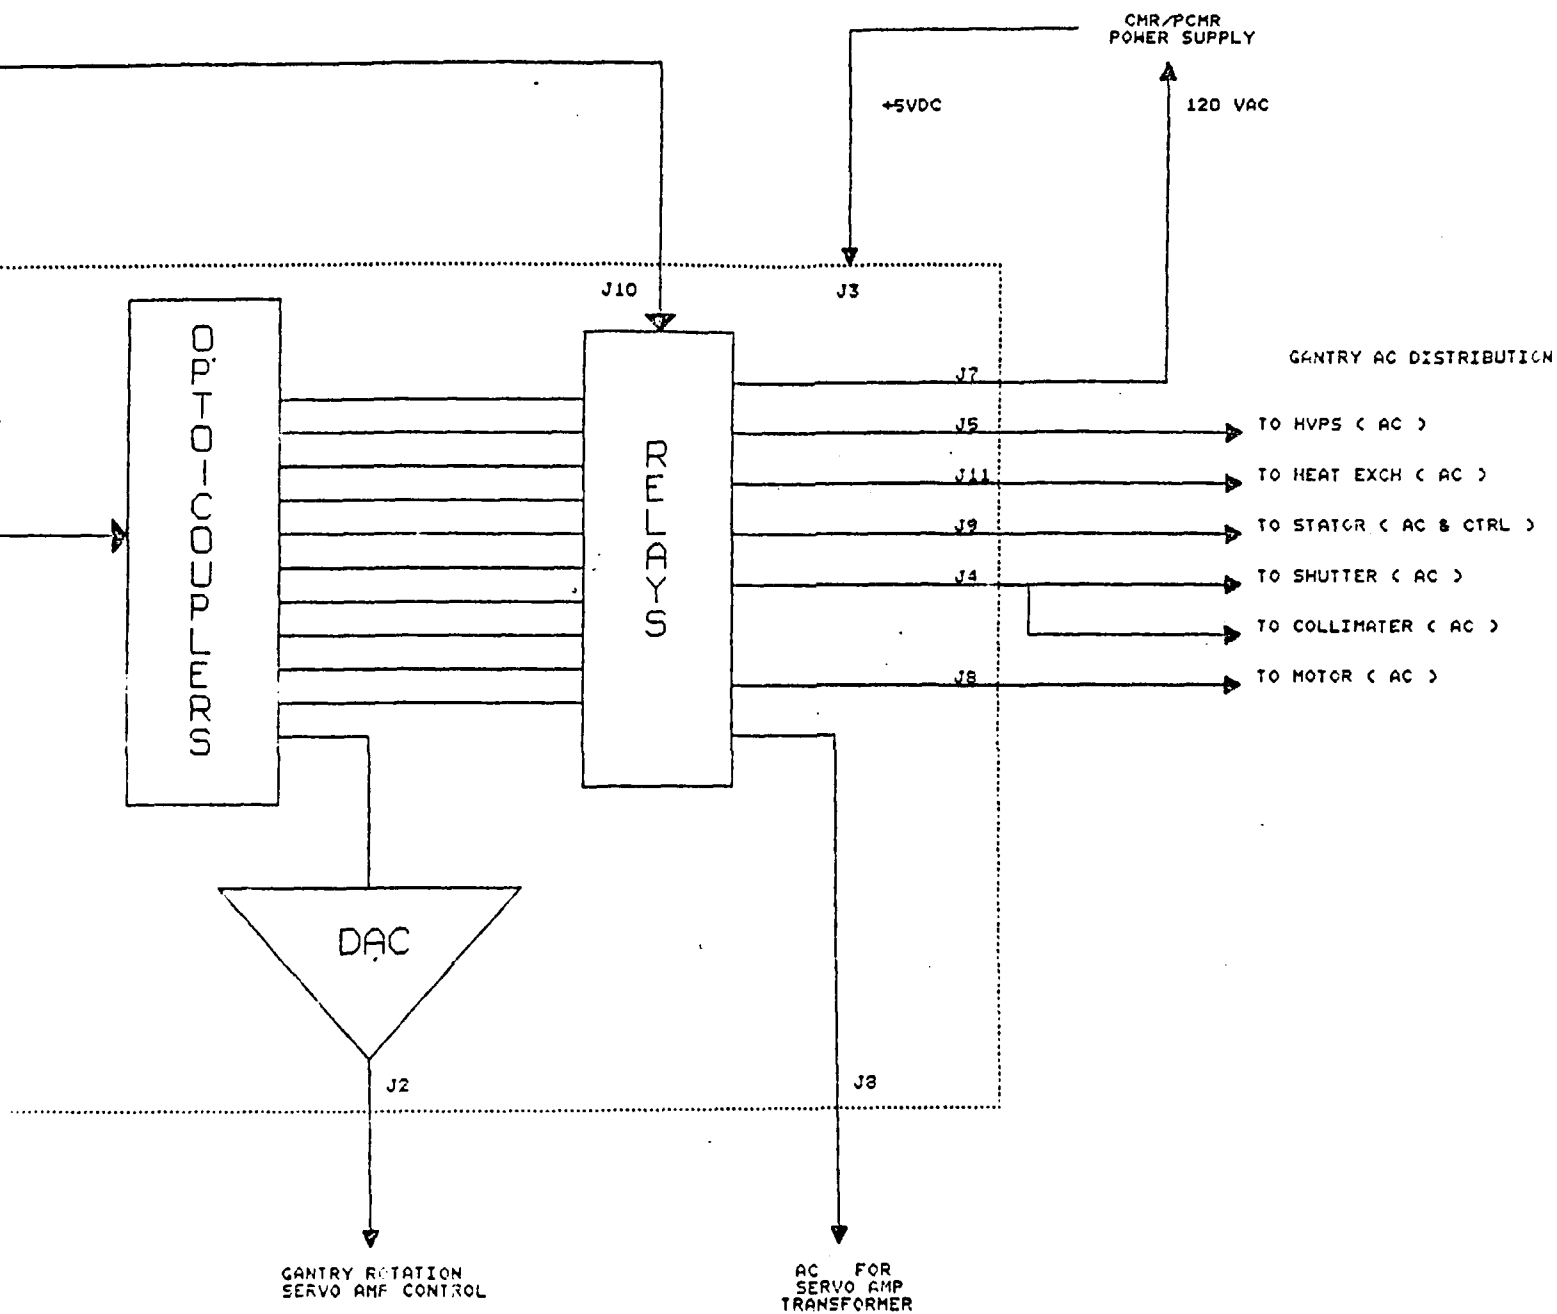 CMR/PCMR
POWER SUPPLY
+5VDC
120 VAC
J10
J3
OPTOICOUPLERS
RELAYS
GANTRY AC DISTRIBUTION
J7
J5
TO HVPS ( AC )
J11
TO HEAT EXCH ( AC )
J9
TO STATOR ( AC & CTRL )
J4
TO SHUTTER ( AC )
TO COLLIMATER ( AC )
J8
TO MOTOR ( AC )
DAC
J2
J8
GANTRY ROTATION
SERVO AMP CONTROL
AC FOR
SERVO AMP
TRANSFORMER